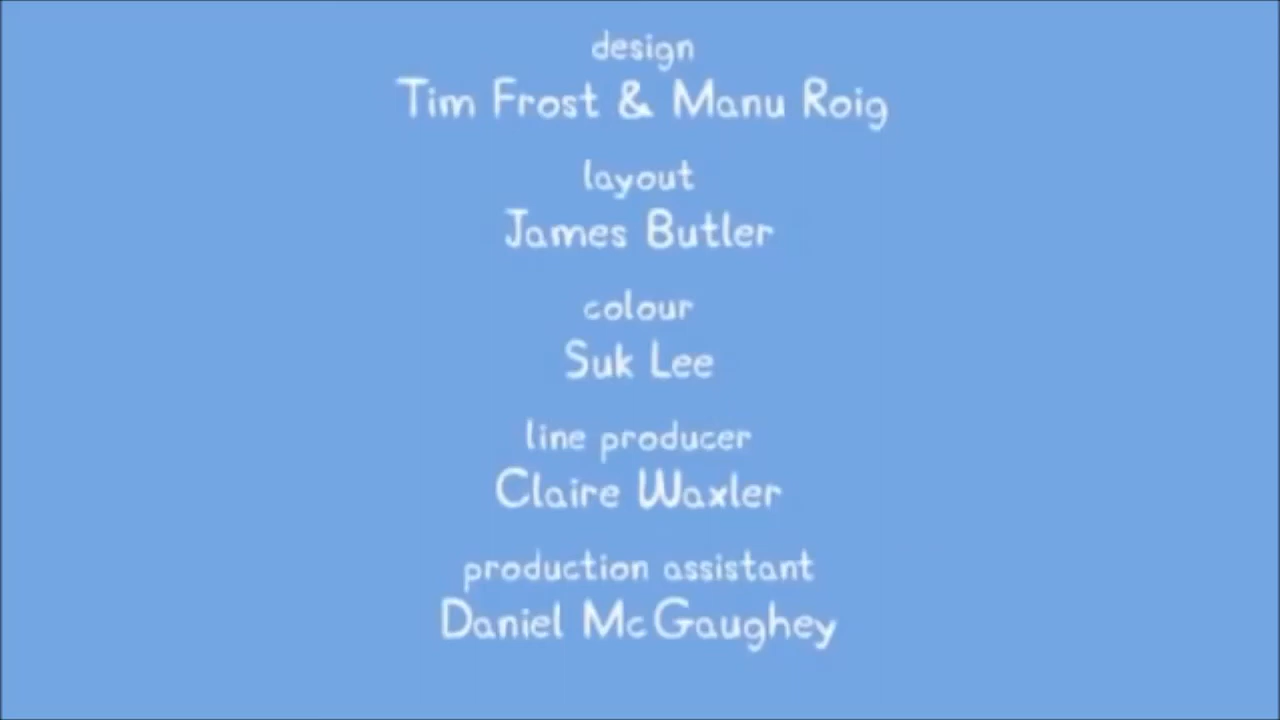 design
Tim Frost & Manu Roig
layout
James Butler
colour
Suk Lee
line producer
Claire Waxler
production assistant
Daniel McGaughey